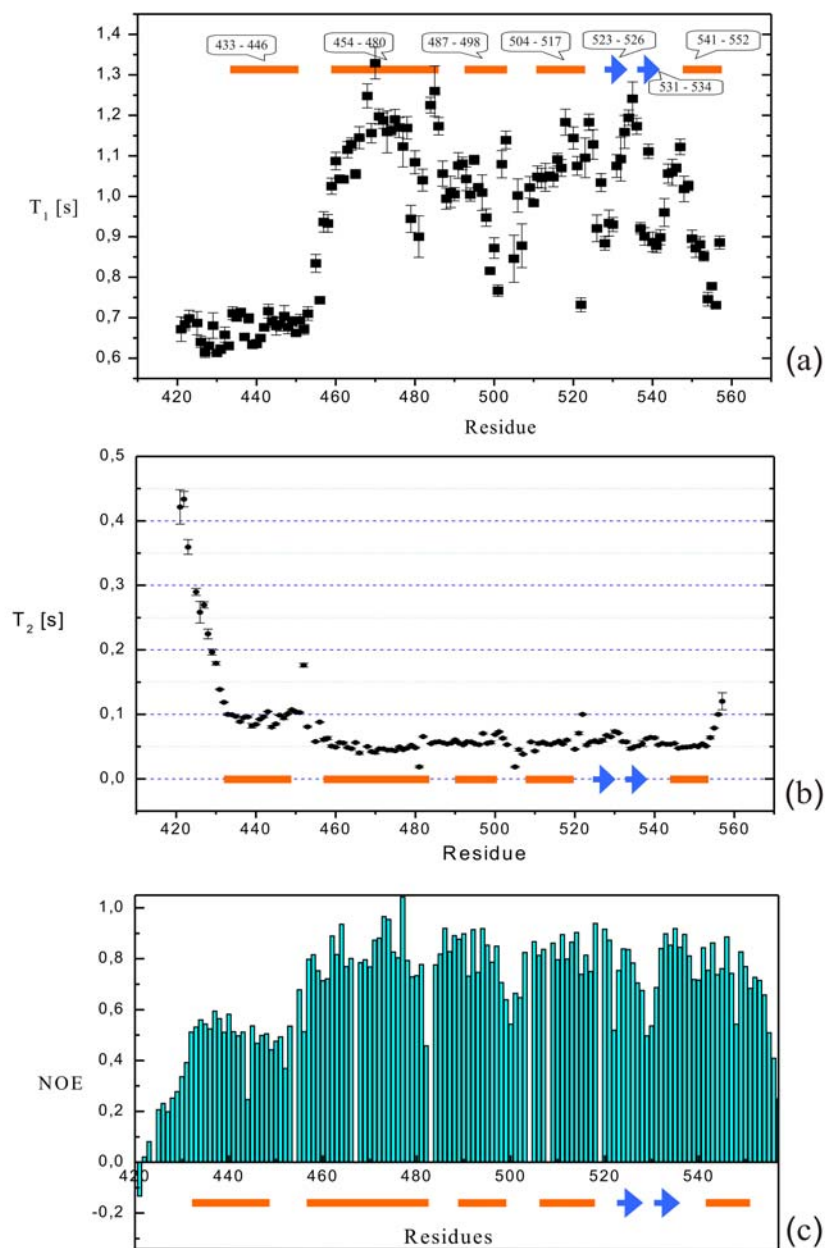 1,4
1,3
1,2
1,1
1,0
0,9
0,8
0,7
0,6
T1 [s]
433 - 446
454 - 480
487 - 498
504 - 517
523 - 526
531 - 534
541 - 552
420 440 460 480 500 520 540 560
Residue
(a)
0,5
0,4
0,3
0,2
0,1
0,0
T2 [s]
420 440 460 480 500 520 540 560
Residue
(b)
1,0
0,8
0,6
0,4
0,2
0,0
-0,2
NOE
420 440 460 480 500 520 540
Residues
(c)